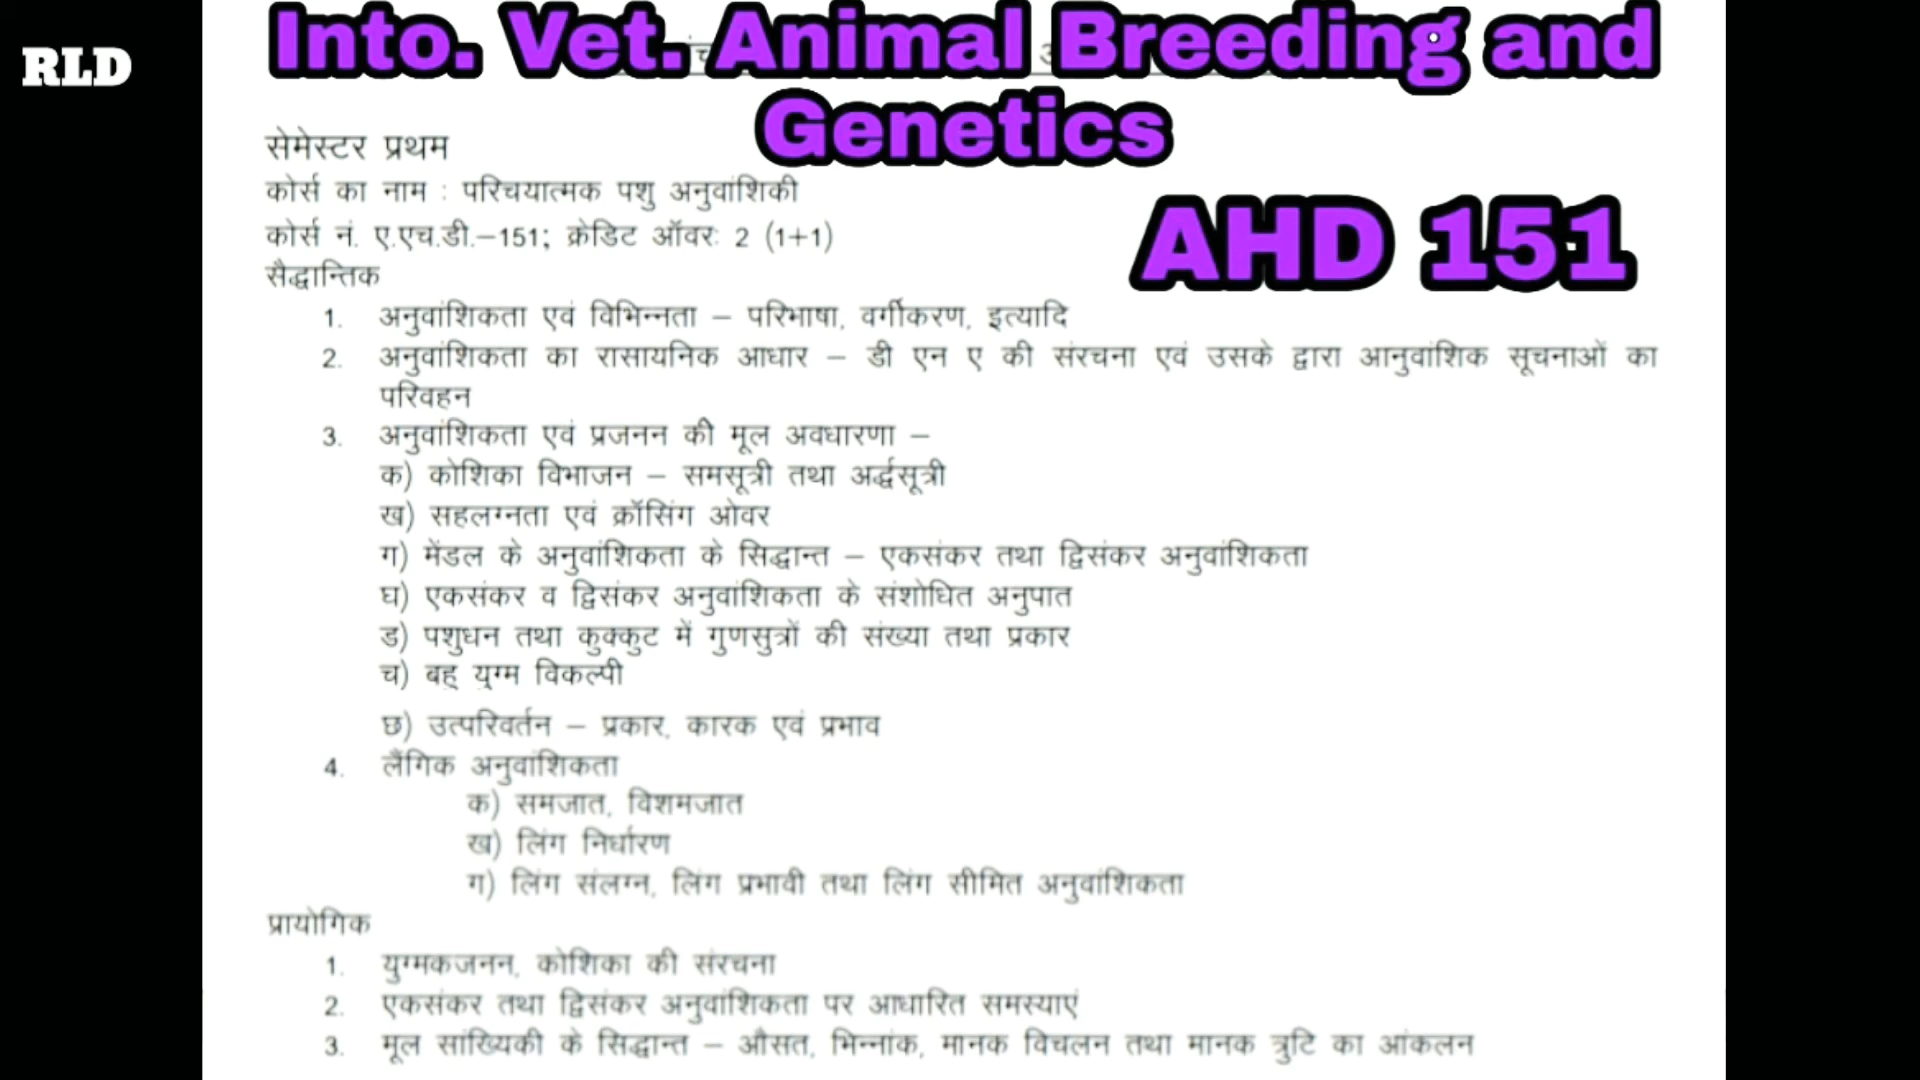 RLD
Into. Vet. Animal Breeding and
Genetics
AHD 151
सेमेस्टर प्रथम
कोर्स का नाम : परिचयात्मक पशु अनुवांशिकी
कोर्स नं. ए.एच.डी.–151; क्रेडिट ऑवरः 2 (1+1)
सैद्धान्तिक
1. अनुवांशिकता एवं विभिन्नता – परिभाषा, वर्गीकरण, इत्यादि
2. अनुवांशिकता का रासायनिक आधार – डी एन ए की संरचना एवं उसके द्वारा आनुवांशिक सूचनाओं का
परिवहन
3. अनुवांशिकता एवं प्रजनन की मूल अवधारणा –
क) कोशिका विभाजन – समसूत्री तथा अर्द्धसूत्री
ख) सहलग्नता एवं क्रॉसिंग ओवर
ग) मेंडल के अनुवांशिकता के सिद्धान्त – एकसंकर तथा द्विसंकर अनुवांशिकता
घ) एकसंकर व द्विसंकर अनुवांशिकता के संशोधित अनुपात
ड) पशुधन तथा कुक्कुट में गुणसुत्रों की संख्या तथा प्रकार
च) बहु युग्म विकल्पी
छ) उत्परिवर्तन – प्रकार, कारक एवं प्रभाव
4. लैंगिक अनुवांशिकता
क) समजात, विशमजात
ख) लिंग निर्धारण
ग) लिंग संलग्न, लिंग प्रभावी तथा लिंग सीमित अनुवांशिकता
प्रायोगिक
1. युग्मकजनन, कोशिका की संरचना
2. एकसंकर तथा द्विसंकर अनुवांशिकता पर आधारित समस्याएं
3. मूल सांख्यिकी के सिद्धान्त – औसत, भिन्नांक, मानक विचलन तथा मानक त्रुटि का आंकलन